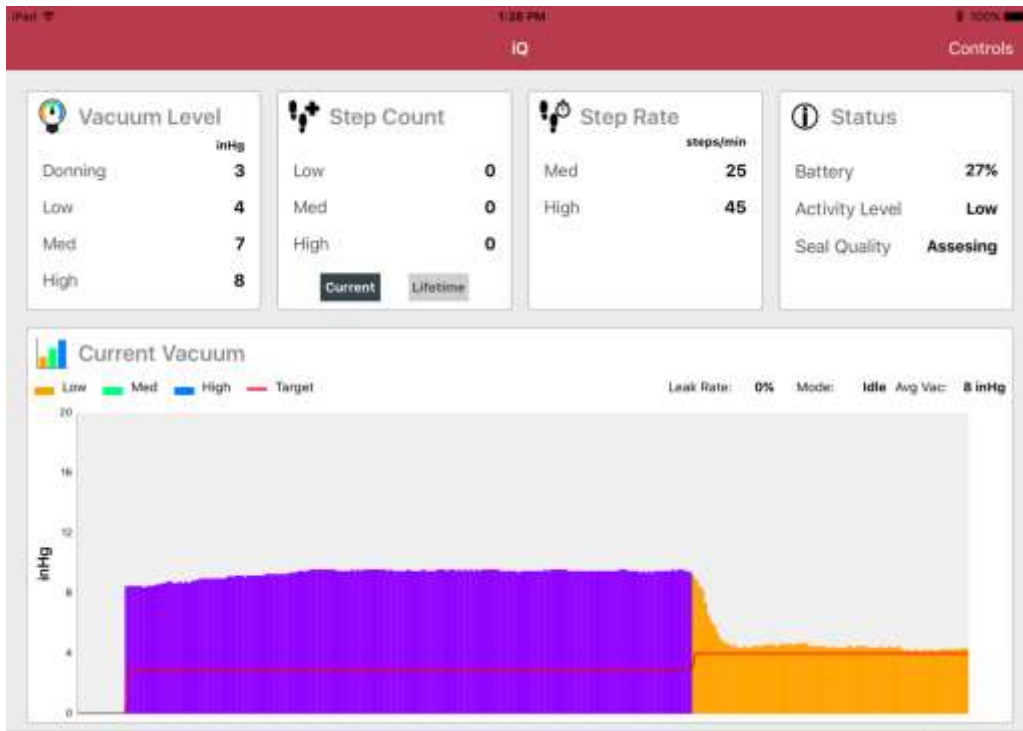 iPad 1:28 PM 100%
iQ Controls
Vacuum Level
inHg
Donning 3
Low 4
Med 7
High 8
Step Count
Low 0
Med 0
High 0
Current Lifetime
Step Rate
steps/min
Med 25
High 45
Status
Battery 27%
Activity Level Low
Seal Quality Assesing
Current Vacuum
Low Med High Target Leak Rate: 0% Mode: Idle Avg Vac: 8 inHg
20
16
12
inHg
8
4
0